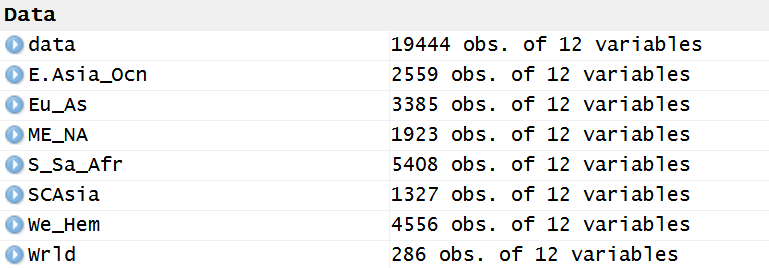 Data
data 19444 obs. of 12 variables
E.Asia_Ocn 2559 obs. of 12 variables
Eu_As 3385 obs. of 12 variables
ME_NA 1923 obs. of 12 variables
S_Sa_Afr 5408 obs. of 12 variables
SCAsia 1327 obs. of 12 variables
We_Hem 4556 obs. of 12 variables
Wrld 286 obs. of 12 variables